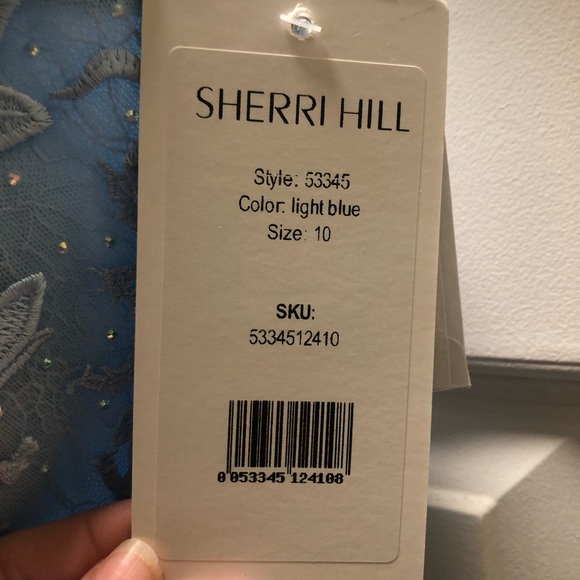 SHERRI HILL
Style: 53345
Color: light blue
Size: 10
SKU:
5334512410
0 053345 124108